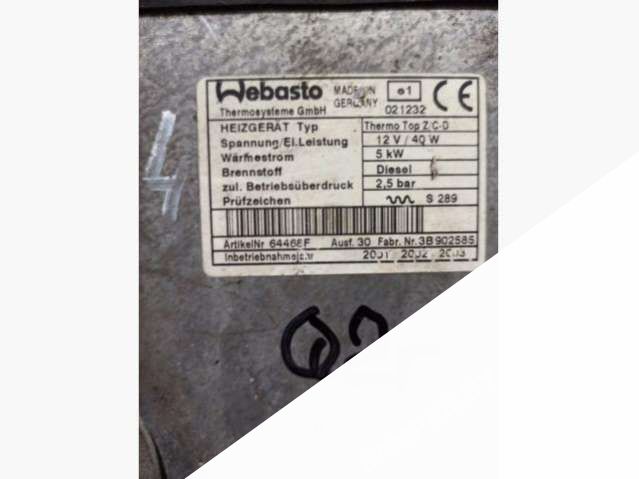 Webasto MADE IN GERMANY e1 021232 CE
Thermosysteme GmbH
HEIZGERÄT Typ Thermo Top Z/C-D
Spannung/El.Leistung 12 V / 40 W
Wärmestrom 5 kW
Brennstoff Diesel
zul. Betriebsüberdruck 2,5 bar
Prüfzeichen S 289
ArtikelNr 64468F Ausf. 30 Fabr. Nr. 3B902585
Inbetriebnahmejahr 2001 - 2002 - 2003